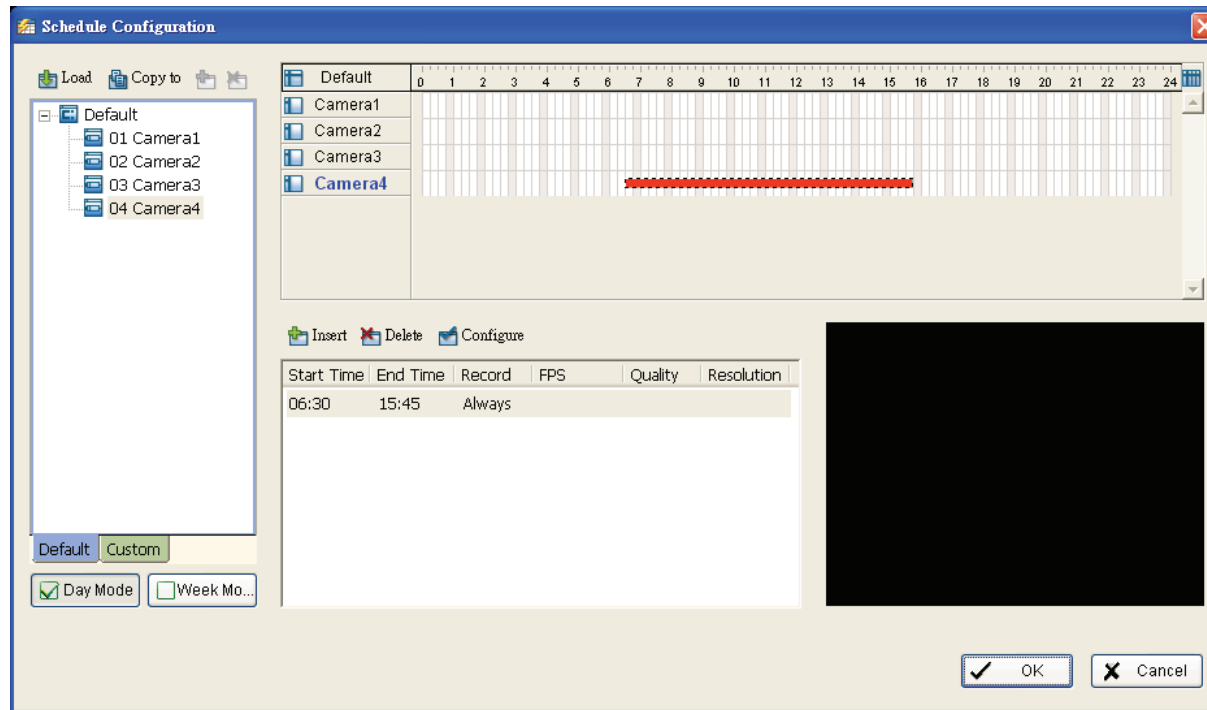 Schedule Configuration
Load Copy to
Default
01 Camera1
02 Camera2
03 Camera3
04 Camera4
Default Custom
Day Mode Week Mo...
Default 0 1 2 3 4 5 6 7 8 9 10 11 12 13 14 15 16 17 18 19 20 21 22 23 24
Camera1
Camera2
Camera3
Camera4
Insert Delete Configure
Start Time End Time Record FPS Quality Resolution
06:30 15:45 Always
OK Cancel